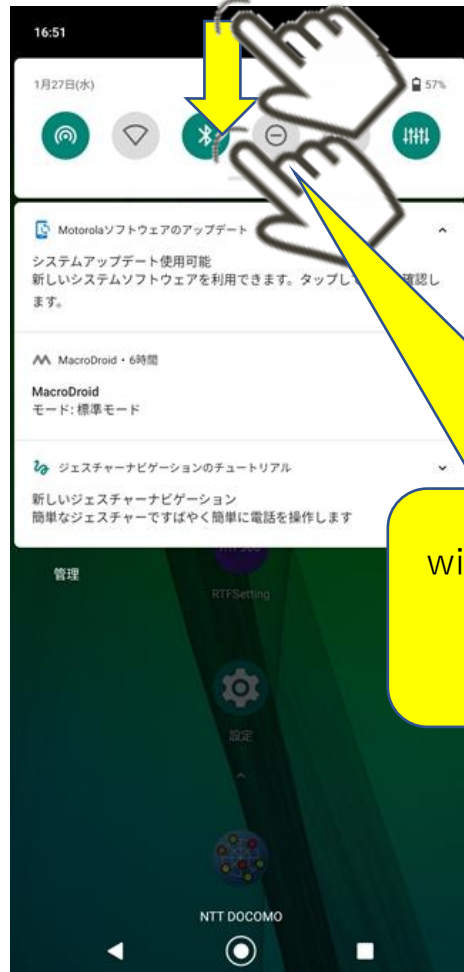 16:51
1月27日(水)
57%
Motorolaソフトウェアのアップデート
システムアップデート使用可能
新しいシステムソフトウェアを利用できます。タップして
確認し
ます。
MacroDroid・6時間
MacroDroid
モード: 標準モード
ジェスチャーナビゲーションのチュートリアル
新しいジェスチャーナビゲーション
簡単なジェスチャーですばやく簡単に電話を操作します
wi
管理
RTFSetting
設定
NTT DOCOMO